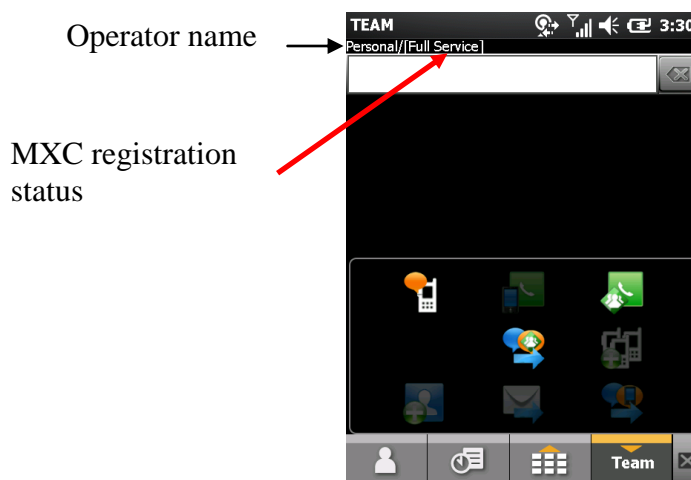 Operator name
MXC registration
status
TEAM 3:30
Personal/[Full Service]
Team